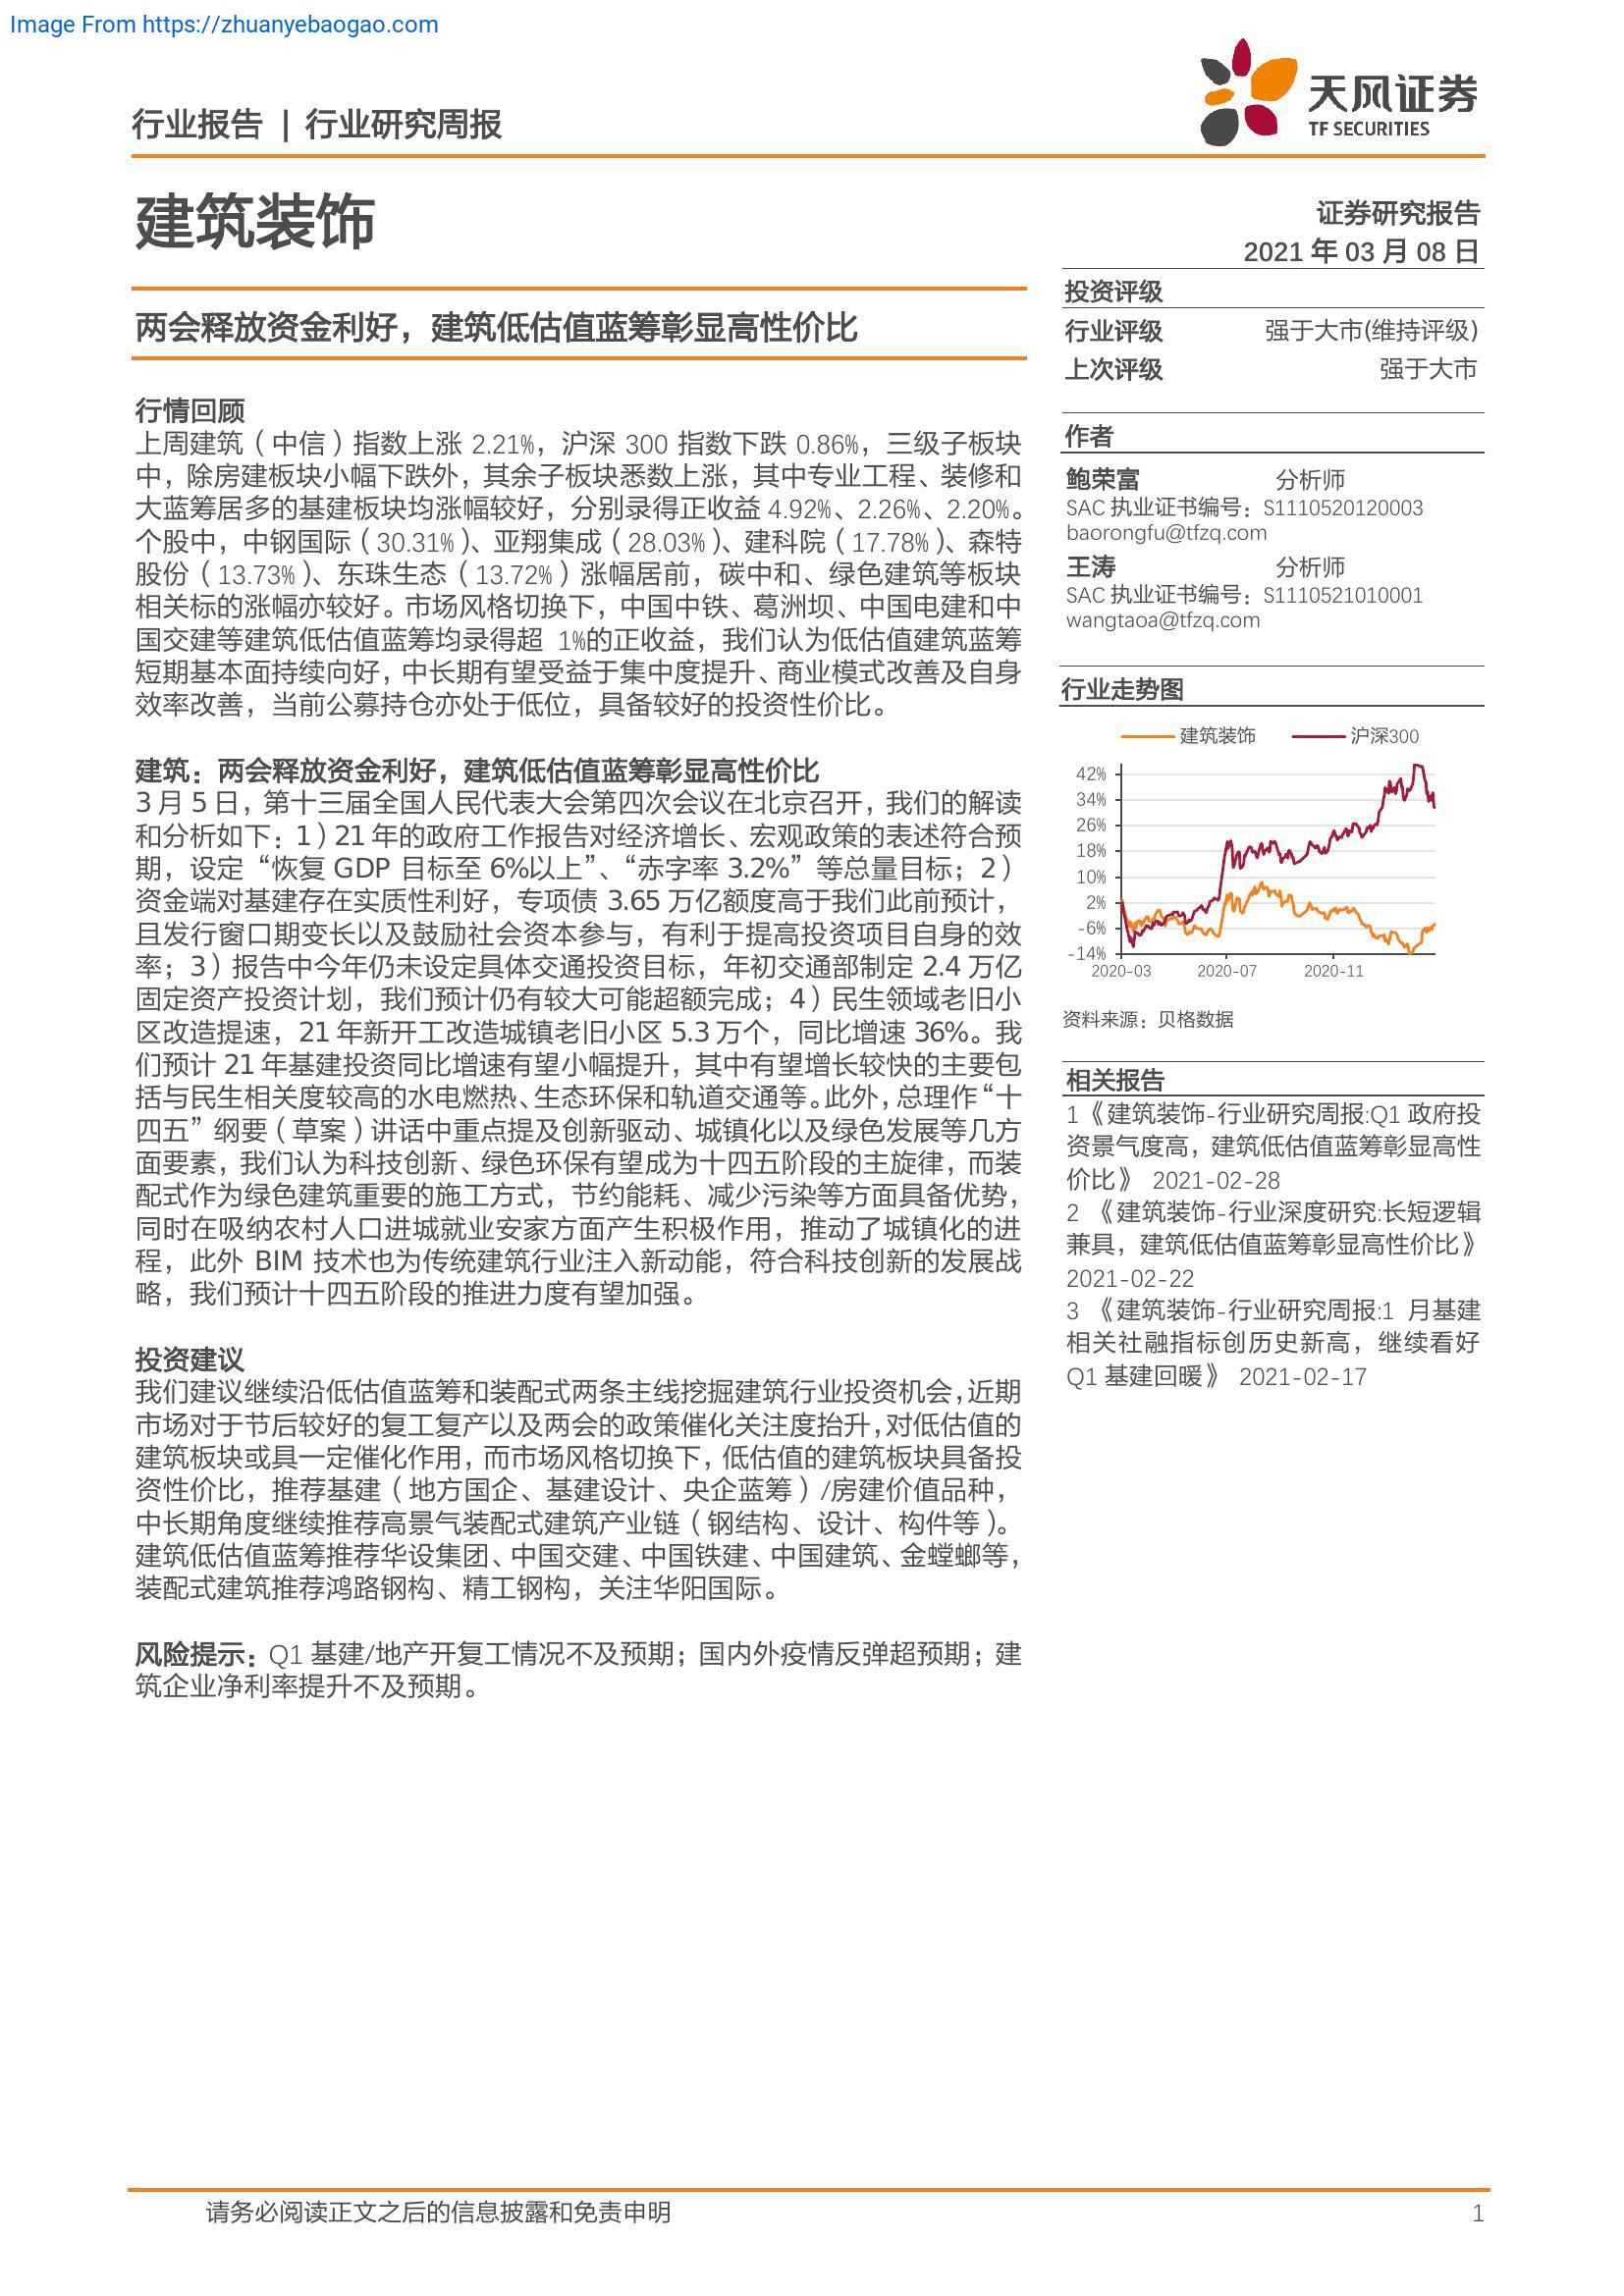 Image From https://zhuanyebaogao.com
行业报告 | 行业研究周报
天风证券
TF SECURITIES
建筑装饰
证券研究报告
2021 年 03 月 08 日
两会释放资金利好，建筑低估值蓝筹彰显高性价比
行情回顾
上周建筑（中信）指数上涨 2.21%，沪深 300 指数下跌 0.86%，三级子板块
中，除房建板块小幅下跌外，其余子板块悉数上涨，其中专业工程、装修和
大蓝筹居多的基建板块均涨幅较好，分别录得正收益 4.92%、2.26%、2.20%。
个股中，中钢国际（30.31%）、亚翔集成（28.03%）、建科院（17.78%）、森特
股份（13.73%）、东珠生态（13.72%）涨幅居前，碳中和、绿色建筑等板块
相关标的涨幅亦较好。市场风格切换下，中国中铁、葛洲坝、中国电建和中
国交建等建筑低估值蓝筹均录得超 1%的正收益，我们认为低估值建筑蓝筹
短期基本面持续向好，中长期有望受益于集中度提升、商业模式改善及自身
效率改善，当前公募持仓亦处于低位，具备较好的投资性价比。
建筑：两会释放资金利好，建筑低估值蓝筹彰显高性价比
3 月 5 日，第十三届全国人民代表大会第四次会议在北京召开，我们的解读
和分析如下：1）21 年的政府工作报告对经济增长、宏观政策的表述符合预
期，设定“恢复 GDP 目标至 6%以上”、“赤字率 3.2%”等总量目标；2）
资金端对基建存在实质性利好，专项债 3.65 万亿额度高于我们此前预计，
且发行窗口期变长以及鼓励社会资本参与，有利于提高投资项目自身的效
率；3）报告中今年仍未设定具体交通投资目标，年初交通部制定 2.4 万亿
固定资产投资计划，我们预计仍有较大可能超额完成；4）民生领域老旧小
区改造提速，21 年新开工改造城镇老旧小区 5.3 万个，同比增速 36%。我
们预计 21 年基建投资同比增速有望小幅提升，其中有望增长较快的主要包
括与民生相关度较高的水电燃热、生态环保和轨道交通等。此外，总理作“十
四五”纲要（草案）讲话中重点提及创新驱动、城镇化以及绿色发展等几方
面要素，我们认为科技创新、绿色环保有望成为十四五阶段的主旋律，而装
配式作为绿色建筑重要的施工方式，节约能耗、减少污染等方面具备优势，
同时在吸纳农村人口进城就业安家方面产生积极作用，推动了城镇化的进
程，此外 BIM 技术也为传统建筑行业注入新动能，符合科技创新的发展战
略，我们预计十四五阶段的推进力度有望加强。
投资建议
我们建议继续沿低估值蓝筹和装配式两条主线挖掘建筑行业投资机会，近期
市场对于节后较好的复工复产以及两会的政策催化关注度抬升，对低估值的
建筑板块或具一定催化作用，而市场风格切换下，低估值的建筑板块具备投
资性价比，推荐基建（地方国企、基建设计、央企蓝筹）/房建价值品种，
中长期角度继续推荐高景气装配式建筑产业链（钢结构、设计、构件等）。
建筑低估值蓝筹推荐华设集团、中国交建、中国铁建、中国建筑、金螳螂等，
装配式建筑推荐鸿路钢构、精工钢构，关注华阳国际。
风险提示：Q1 基建/地产开复工情况不及预期；国内外疫情反弹超预期；建
筑企业净利率提升不及预期。
投资评级
行业评级 强于大市(维持评级)
上次评级 强于大市
作者
鲍荣富 分析师
SAC 执业证书编号：S1110520120003
baorongfu@tfzq.com
王涛 分析师
SAC 执业证书编号：S1110521010001
wangtaoa@tfzq.com
行业走势图
建筑装饰 沪深300
42%
34%
26%
18%
10%
2%
-6%
-14%
2020-03 2020-07 2020-11
资料来源：贝格数据
相关报告
1《建筑装饰-行业研究周报:Q1 政府投
资景气度高，建筑低估值蓝筹彰显高性
价比》 2021-02-28
2 《建筑装饰-行业深度研究:长短逻辑
兼具，建筑低估值蓝筹彰显高性价比》
2021-02-22
3 《建筑装饰-行业研究周报:1 月基建
相关社融指标创历史新高，继续看好
Q1 基建回暖》 2021-02-17
请务必阅读正文之后的信息披露和免责申明 1